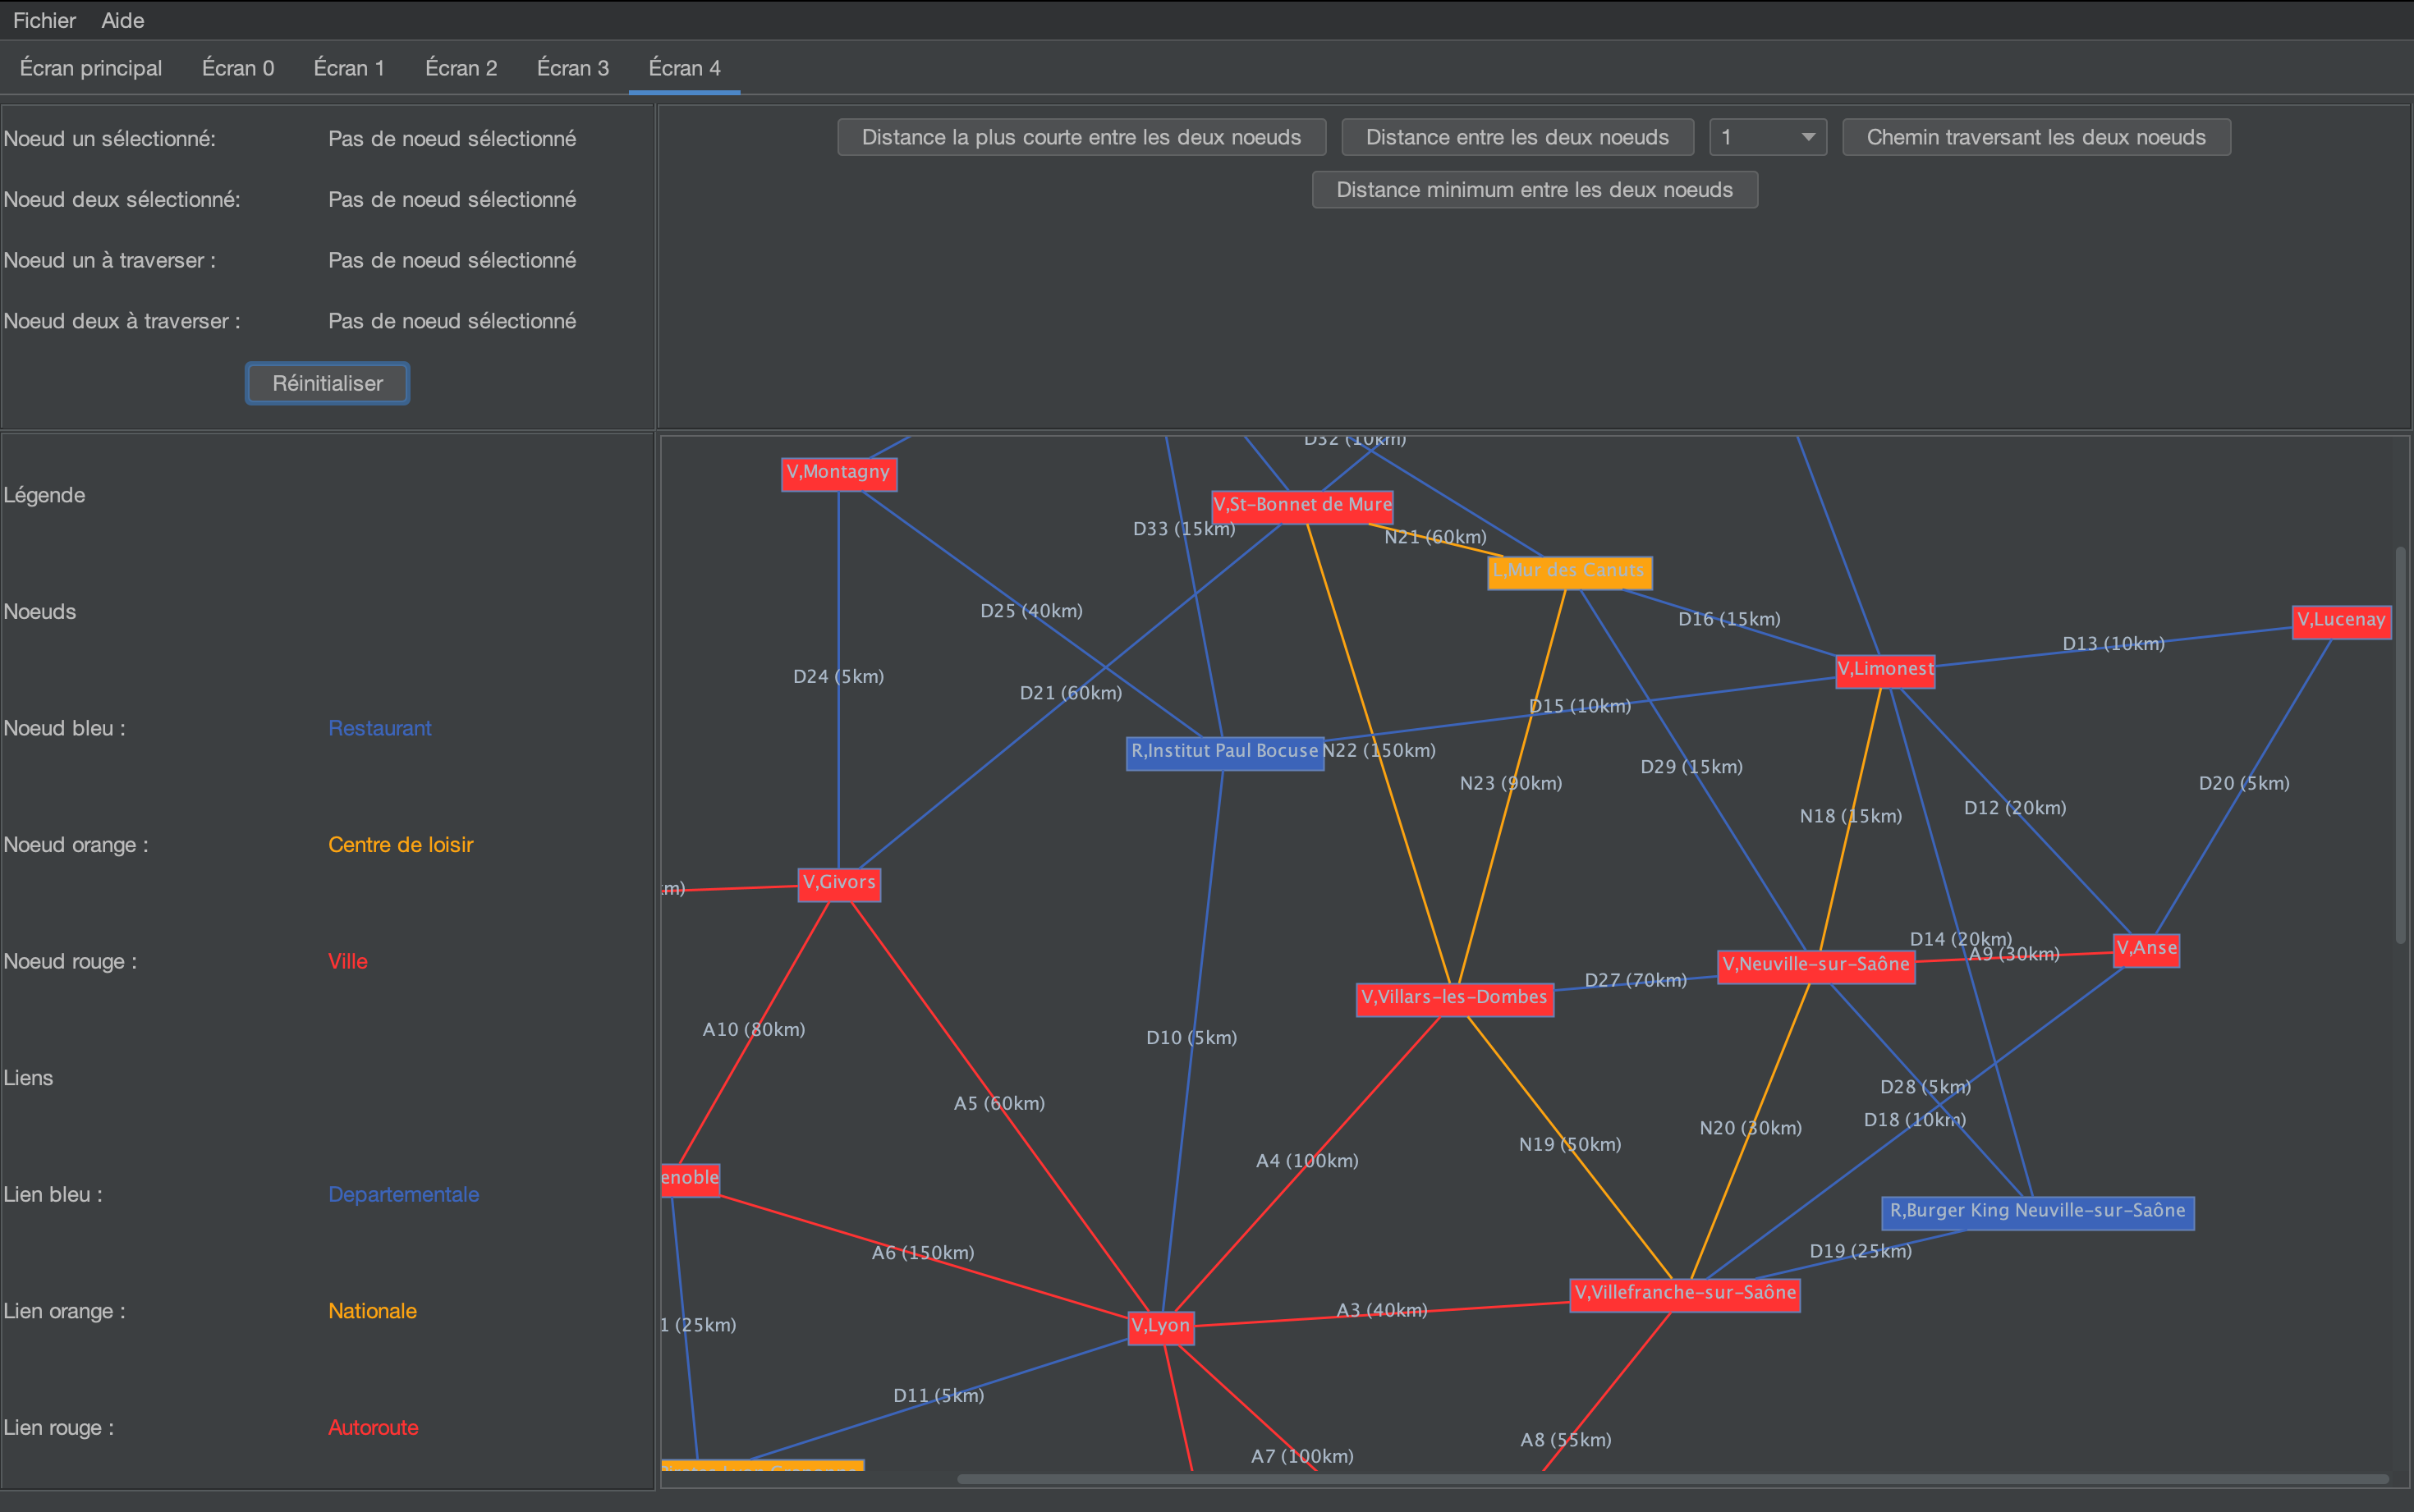 Fichier Aide
Écran principal Écran 0 Écran 1 Écran 2 Écran 3 Écran 4
Noeud un sélectionné: Pas de noeud sélectionné
Noeud deux sélectionné: Pas de noeud sélectionné
Noeud un à traverser : Pas de noeud sélectionné
Noeud deux à traverser : Pas de noeud sélectionné
Réinitialiser
Distance la plus courte entre les deux noeuds Distance entre les deux noeuds 1 Chemin traversant les deux noeuds
Distance minimum entre les deux noeuds
Légende
Noeuds
Noeud bleu : Restaurant
Noeud orange : Centre de loisir
Noeud rouge : Ville
Liens
Lien bleu : Departementale
Lien orange : Nationale
Lien rouge : Autoroute
D32 (10km)
V,Montagny
V,St-Bonnet de Mure
D33 (15km)
N21 (60km)
L,Mur des Canuts
D25 (40km)
D16 (15km)
V,Lucenay
D13 (10km)
V,Limonest
D24 (5km)
D21 (60km)
D15 (10km)
R,Institut Paul Bocuse
N22 (150km)
D29 (15km)
N23 (90km)
D20 (5km)
D12 (20km)
N18 (15km)
V,Givors
m)
D14 (20km)
V,Anse
A9 (30km)
V,Neuville-sur-Saône
D27 (70km)
V,Villars-les-Dombes
A10 (80km)
D10 (5km)
D28 (5km)
A5 (60km)
D18 (10km)
N20 (30km)
N19 (50km)
A4 (100km)
enoble
R,Burger King Neuville-sur-Saône
A6 (150km)
D19 (25km)
V,Villefranche-sur-Saône
A3 (40km)
1 (25km)
V,Lyon
D11 (5km)
A8 (55km)
A7 (100km)